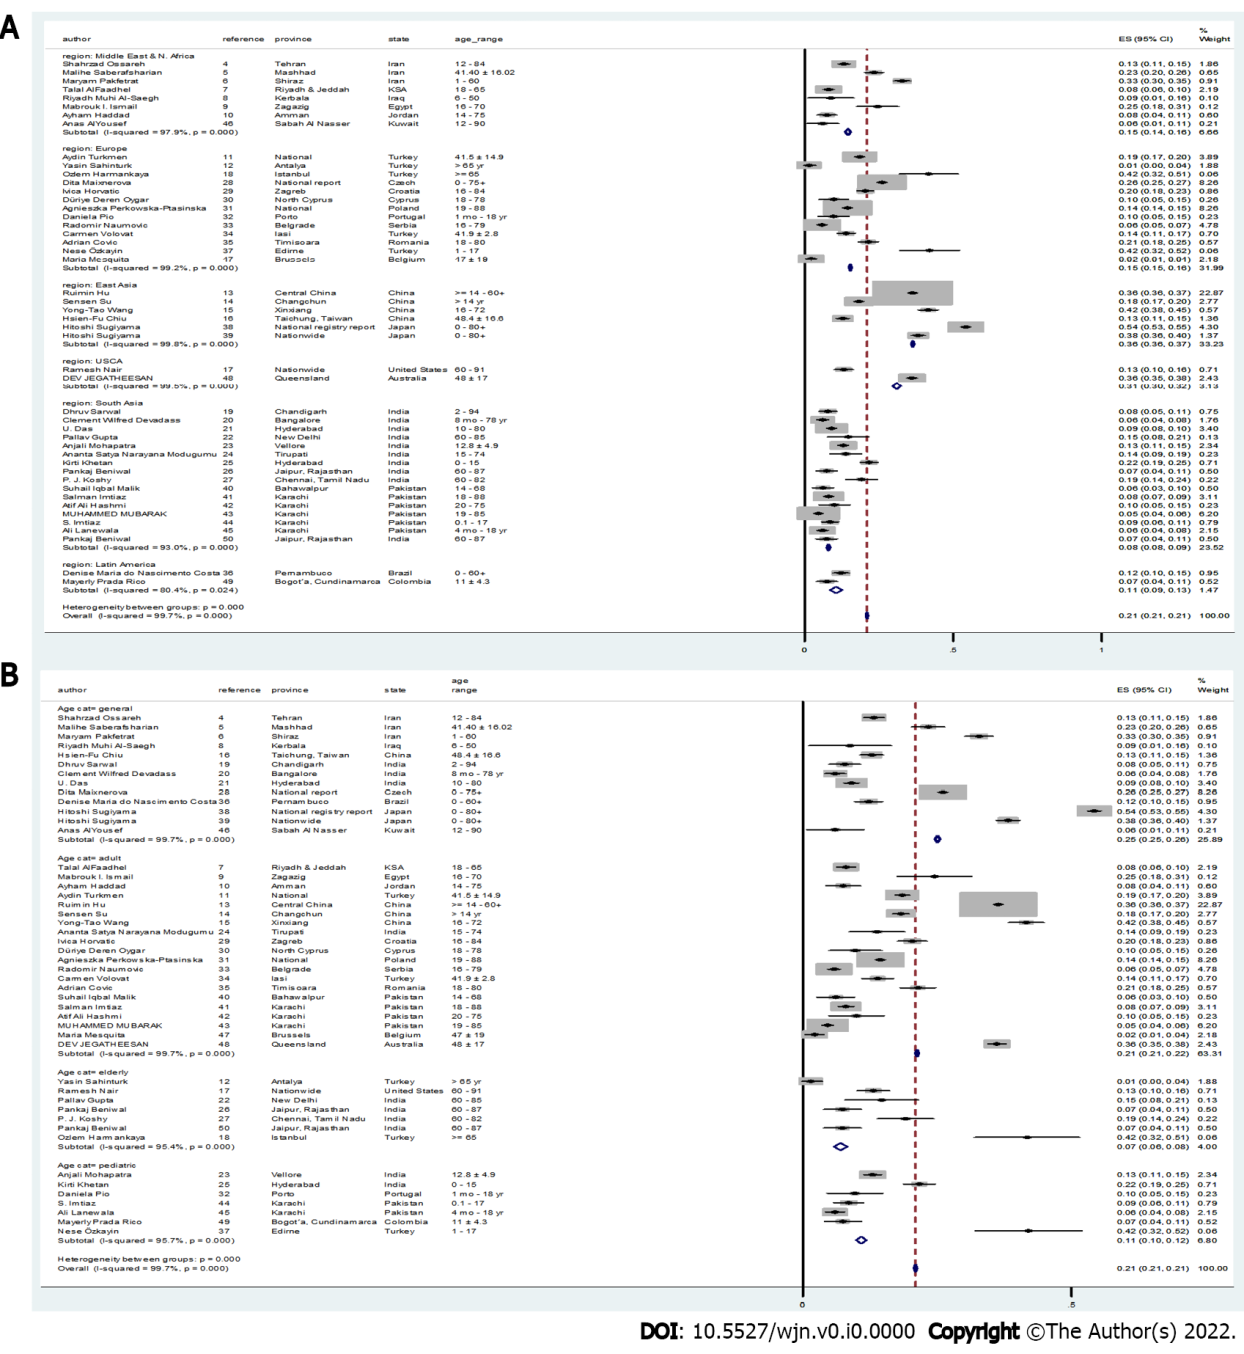 A
author reference province state age_range ES (95% CI) % Weight
region: Middle East & N. Africa
Shahrzad Ossareh 4 Tehran Iran 12 - 84 0.13 (0.11, 0.15) 1.86
Malihe Saberafsharian 5 Mashhad Iran 41.40 ± 16.02 0.23 (0.20, 0.26) 0.65
Maryam Pakfetrat 6 Shiraz Iran 1 - 60 0.33 (0.30, 0.35) 0.91
Talal AlFaadhel 7 Riyadh & Jeddah KSA 18 - 65 0.08 (0.06, 0.10) 2.19
Riyadh Muhi Al-Saegh 8 Kerbala Iraq 6 - 50 0.09 (0.01, 0.16) 0.10
Mabrouk I. Ismail 9 Zagazig Egypt 16 - 70 0.25 (0.18, 0.31) 0.12
Ayham Haddad 10 Amman Jordan 14 - 75 0.08 (0.04, 0.11) 0.60
Anas AlYousef 46 Sabah Al Nasser Kuwait 12 - 90 0.06 (0.01, 0.11) 0.21
Subtotal (I-squared = 97.9%, p = 0.000) 0.15 (0.14, 0.16) 6.66
region: Europe
Aydin Turkmen 11 National Turkey 41.5 ± 14.9 0.19 (0.17, 0.20) 3.89
Yasin Sahinturk 12 Antalya Turkey > 65 yr 0.01 (0.00, 0.04) 1.88
Ozlem Harmankaya 18 Istanbul Turkey >= 65 0.42 (0.32, 0.51) 0.06
Dita Maixnerova 28 National report Czech 0 - 75+ 0.26 (0.25, 0.27) 8.26
Ivica Horvatic 29 Zagreb Croatia 16 - 84 0.20 (0.18, 0.23) 0.86
Düriye Deren Oygar 30 North Cyprus Cyprus 18 - 78 0.10 (0.05, 0.15) 0.26
Agnieszka Perkowska-Ptasinska 31 National Poland 19 - 88 0.14 (0.14, 0.15) 8.26
Daniela Pio 32 Porto Portugal 1 mo - 18 yr 0.10 (0.05, 0.15) 0.23
Radomir Naumovic 33 Belgrade Serbia 16 - 79 0.06 (0.05, 0.07) 4.78
Carmen Volovat 34 Iasi Turkey 41.9 ± 2.8 0.14 (0.11, 0.17) 0.70
Adrian Covic 35 Timisoara Romania 18 - 80 0.21 (0.18, 0.25) 0.57
Nese Özkayin 37 Edirne Turkey 1 - 17 0.42 (0.32, 0.52) 0.06
Maria Mesquita 47 Brussels Belgium 47 ± 19 0.02 (0.01, 0.01) 2.18
Subtotal (I-squared = 99.2%, p = 0.000) 0.15 (0.15, 0.16) 31.99
region: East Asia
Ruimin Hu 13 Central China China >= 14 - 60+ 0.36 (0.36, 0.37) 22.87
Sensen Su 14 Changchun China > 14 yr 0.18 (0.17, 0.20) 2.77
Yong-Tao Wang 15 Xinxiang China 16 - 72 0.42 (0.38, 0.45) 0.57
Hsien-Fu Chiu 16 Taichung, Taiwan China 48.4 ± 16.6 0.13 (0.11, 0.15) 1.36
Hitoshi Sugiyama 38 National registry report Japan 0 - 80+ 0.54 (0.53, 0.55) 4.30
Hitoshi Sugiyama 39 Nationwide Japan 0 - 80+ 0.38 (0.36, 0.40) 1.37
Subtotal (I-squared = 99.8%, p = 0.000) 0.36 (0.36, 0.37) 33.23
region: USCA
Ramesh Nair 17 Nationwide United States 60 - 91 0.13 (0.10, 0.16) 0.71
DEV JEGATHEESAN 48 Queensland Australia 48 ± 17 0.36 (0.35, 0.38) 2.43
Subtotal (I-squared = 99.5%, p = 0.000) 0.31 (0.30, 0.32) 3.13
region: South Asia
Dhruv Sarwal 19 Chandigarh India 2 - 94 0.08 (0.05, 0.11) 0.75
Clement Wilfred Devadass 20 Bangalore India 8 mo - 78 yr 0.06 (0.04, 0.08) 1.76
U. Das 21 Hyderabad India 10 - 80 0.09 (0.08, 0.10) 3.40
Pallav Gupta 22 New Delhi India 60 - 85 0.15 (0.08, 0.21) 0.13
Anjali Mohapatra 23 Vellore India 12.8 ± 4.9 0.13 (0.11, 0.15) 2.34
Ananta Satya Narayana Modugumu 24 Tirupati India 15 - 74 0.14 (0.09, 0.19) 0.23
Kirti Khetan 25 Hyderabad India 0 - 15 0.22 (0.19, 0.25) 0.71
Pankaj Beniwal 26 Jaipur, Rajasthan India 60 - 87 0.07 (0.04, 0.11) 0.50
P. J. Koshy 27 Chennai, Tamil Nadu India 60 - 82 0.19 (0.14, 0.24) 0.22
Suhail Iqbal Malik 40 Bahawalpur Pakistan 14 - 68 0.06 (0.03, 0.10) 0.50
Salman Imtiaz 41 Karachi Pakistan 18 - 88 0.08 (0.07, 0.09) 3.11
Atif Ali Hashmi 42 Karachi Pakistan 20 - 75 0.10 (0.05, 0.15) 0.23
MUHAMMED MUBARAK 43 Karachi Pakistan 19 - 85 0.05 (0.04, 0.06) 6.20
S. Imtiaz 44 Karachi Pakistan 0.1 - 17 0.09 (0.06, 0.11) 0.79
Ali Lanewala 45 Karachi Pakistan 4 mo - 18 yr 0.06 (0.04, 0.08) 2.15
Pankaj Beniwal 50 Jaipur, Rajasthan India 60 - 87 0.07 (0.04, 0.11) 0.50
Subtotal (I-squared = 93.0%, p = 0.000) 0.08 (0.08, 0.09) 23.52
region: Latin America
Denise Maria do Nascimento Costa 36 Pernambuco Brazil 0 - 60+ 0.12 (0.10, 0.15) 0.95
Mayerly Prada Rico 49 Bogot'a, Cundinamarca Colombia 11 ± 4.3 0.07 (0.04, 0.11) 0.52
Subtotal (I-squared = 80.4%, p = 0.024) 0.11 (0.09, 0.13) 1.47
Heterogeneity between groups: p = 0.000
Overall (I-squared = 99.7%, p = 0.000) 0.21 (0.21, 0.21) 100.00
0 .5 1
B
author reference province state age range ES (95% CI) % Weight
Age cat= general
Shahrzad Ossareh 4 Tehran Iran 12 - 84 0.13 (0.11, 0.15) 1.86
Malihe Saberafsharian 5 Mashhad Iran 41.40 ± 16.02 0.23 (0.20, 0.26) 0.65
Maryam Pakfetrat 6 Shiraz Iran 1 - 60 0.33 (0.30, 0.35) 0.91
Riyadh Muhi Al-Saegh 8 Kerbala Iraq 6 - 50 0.09 (0.01, 0.16) 0.10
Hsien-Fu Chiu 16 Taichung, Taiwan China 48.4 ± 16.6 0.13 (0.11, 0.15) 1.36
Dhruv Sarwal 19 Chandigarh India 2 - 94 0.08 (0.05, 0.11) 0.75
Clement Wilfred Devadass 20 Bangalore India 8 mo - 78 yr 0.06 (0.04, 0.08) 1.76
U. Das 21 Hyderabad India 10 - 80 0.09 (0.08, 0.10) 3.40
Dita Maixnerova 28 National report Czech 0 - 75+ 0.26 (0.25, 0.27) 8.26
Denise Maria do Nascimento Costa 36 Pernambuco Brazil 0 - 60+ 0.12 (0.10, 0.15) 0.95
Hitoshi Sugiyama 38 National registry report Japan 0 - 80+ 0.54 (0.53, 0.55) 4.30
Hitoshi Sugiyama 39 Nationwide Japan 0 - 80+ 0.38 (0.36, 0.40) 1.37
Anas AlYousef 46 Sabah Al Nasser Kuwait 12 - 90 0.06 (0.01, 0.11) 0.21
Subtotal (I-squared = 99.7%, p = 0.000) 0.25 (0.25, 0.26) 25.89
Age cat= adult
Talal AlFaadhel 7 Riyadh & Jeddah KSA 18 - 65 0.08 (0.06, 0.10) 2.19
Mabrouk I. Ismail 9 Zagazig Egypt 16 - 70 0.25 (0.18, 0.31) 0.12
Ayham Haddad 10 Amman Jordan 14 - 75 0.08 (0.04, 0.11) 0.60
Aydin Turkmen 11 National Turkey 41.5 ± 14.9 0.19 (0.17, 0.20) 3.89
Ruimin Hu 13 Central China China >= 14 - 60+ 0.36 (0.36, 0.37) 22.87
Sensen Su 14 Changchun China > 14 yr 0.18 (0.17, 0.20) 2.77
Yong-Tao Wang 15 Xinxiang China 16 - 72 0.42 (0.38, 0.45) 0.57
Ananta Satya Narayana Modugumu 24 Tirupati India 15 - 74 0.14 (0.09, 0.19) 0.23
Ivica Horvatic 29 Zagreb Croatia 16 - 84 0.20 (0.18, 0.23) 0.86
Düriye Deren Oygar 30 North Cyprus Cyprus 18 - 78 0.10 (0.05, 0.15) 0.26
Agnieszka Perkowska-Ptasinska 31 National Poland 19 - 88 0.14 (0.14, 0.15) 8.26
Radomir Naumovic 33 Belgrade Serbia 16 - 79 0.06 (0.05, 0.07) 4.78
Carmen Volovat 34 Iasi Turkey 41.9 ± 2.8 0.14 (0.11, 0.17) 0.70
Adrian Covic 35 Timisoara Romania 18 - 80 0.21 (0.18, 0.25) 0.57
Suhail Iqbal Malik 40 Bahawalpur Pakistan 14 - 68 0.06 (0.03, 0.10) 0.50
Salman Imtiaz 41 Karachi Pakistan 18 - 88 0.08 (0.07, 0.09) 3.11
Atif Ali Hashmi 42 Karachi Pakistan 20 - 75 0.10 (0.05, 0.15) 0.23
MUHAMMED MUBARAK 43 Karachi Pakistan 19 - 85 0.05 (0.04, 0.06) 6.20
Maria Mesquita 47 Brussels Belgium 47 ± 19 0.02 (0.01, 0.04) 2.18
DEV JEGATHEESAN 48 Queensland Australia 48 ± 17 0.36 (0.35, 0.38) 2.43
Subtotal (I-squared = 99.7%, p = 0.000) 0.21 (0.21, 0.22) 63.31
Age cat= elderly
Yasin Sahinturk 12 Antalya Turkey > 65 yr 0.01 (0.00, 0.04) 1.88
Ramesh Nair 17 Nationwide United States 60 - 91 0.13 (0.10, 0.16) 0.71
Pallav Gupta 22 New Delhi India 60 - 85 0.15 (0.08, 0.21) 0.13
Pankaj Beniwal 26 Jaipur, Rajasthan India 60 - 87 0.07 (0.04, 0.11) 0.50
P. J. Koshy 27 Chennai, Tamil Nadu India 60 - 82 0.19 (0.14, 0.24) 0.22
Pankaj Beniwal 50 Jaipur, Rajasthan India 60 - 87 0.07 (0.04, 0.11) 0.50
Ozlem Harmankaya 18 Istanbul Turkey >= 65 0.42 (0.32, 0.51) 0.06
Subtotal (I-squared = 95.4%, p = 0.000) 0.07 (0.06, 0.08) 4.00
Age cat= pediatric
Anjali Mohapatra 23 Vellore India 12.8 ± 4.9 0.13 (0.11, 0.15) 2.34
Kirti Khetan 25 Hyderabad India 0 - 15 0.22 (0.19, 0.25) 0.71
Daniela Pio 32 Porto Portugal 1 mo - 18 yr 0.10 (0.05, 0.15) 0.23
S. Imtiaz 44 Karachi Pakistan 0.1 - 17 0.09 (0.06, 0.11) 0.79
Ali Lanewala 45 Karachi Pakistan 4 mo - 18 yr 0.06 (0.04, 0.08) 2.15
Mayerly Prada Rico 49 Bogot'a, Cundinamarca Colombia 11 ± 4.3 0.07 (0.04, 0.11) 0.52
Nese Özkayin 37 Edirne Turkey 1 - 17 0.42 (0.32, 0.52) 0.06
Subtotal (I-squared = 95.7%, p = 0.000) 0.11 (0.10, 0.12) 6.80
Heterogeneity between groups: p = 0.000
Overall (I-squared = 99.7%, p = 0.000) 0.21 (0.21, 0.21) 100.00
0 .5
DOI: 10.5527/wjn.v0.i0.0000 Copyright ©The Author(s) 2022.